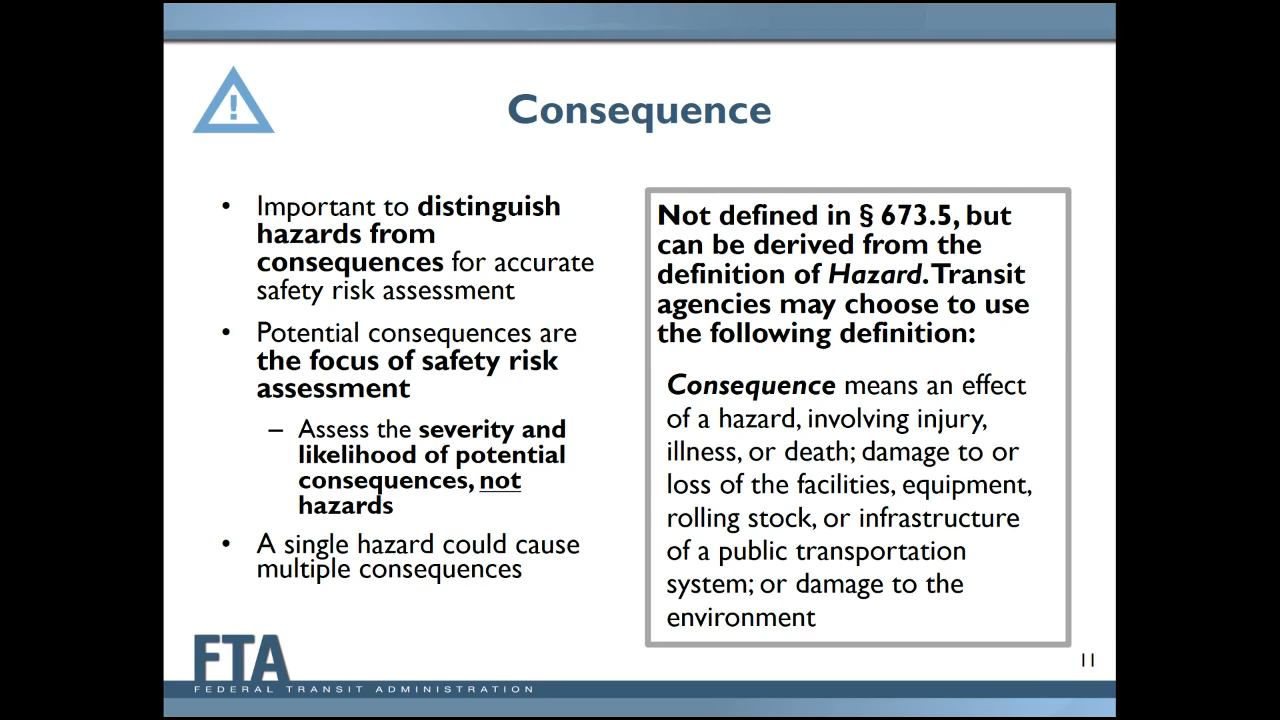 Consequence
• Important to distinguish
hazards from
consequences for accurate
safety risk assessment
• Potential consequences are
the focus of safety risk
assessment
– Assess the severity and
likelihood of potential
consequences, not
hazards
• A single hazard could cause
multiple consequences
Not defined in § 673.5, but
can be derived from the
definition of Hazard. Transit
agencies may choose to use
the following definition:
Consequence means an effect
of a hazard, involving injury,
illness, or death; damage to or
loss of the facilities, equipment,
rolling stock, or infrastructure
of a public transportation
system; or damage to the
environment
FTA
FEDERAL TRANSIT ADMINISTRATION
11